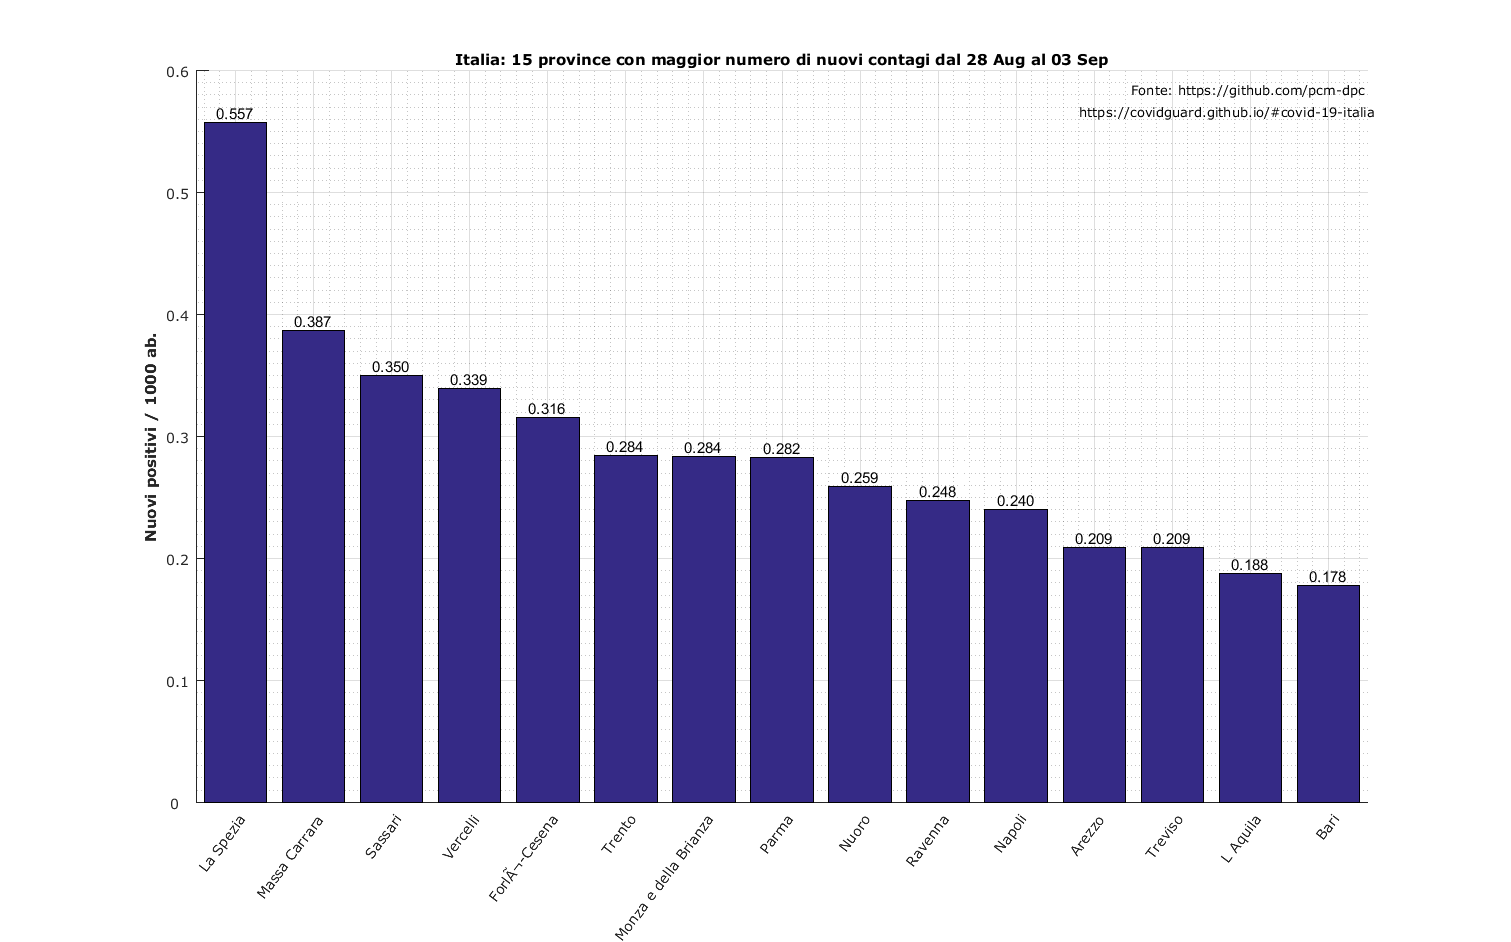 Italia: 15 province con maggior numero di nuovi contagi dal 28 Aug al 03 Sep
Fonte: https://github.com/pcm-dpc
https://covidguard.github.io/#covid-19-italia
Nuovi positivi / 1000 ab.
0.6
0.5
0.4
0.3
0.2
0.1
0
0.557
0.387
0.350
0.339
0.316
0.284
0.284
0.282
0.259
0.248
0.240
0.209
0.209
0.188
0.178
La Spezia
Massa Carrara
Sassari
Vercelli
ForlÃ¬-Cesena
Trento
Monza e della Brianza
Parma
Nuoro
Ravenna
Napoli
Arezzo
Treviso
L Aquila
Bari